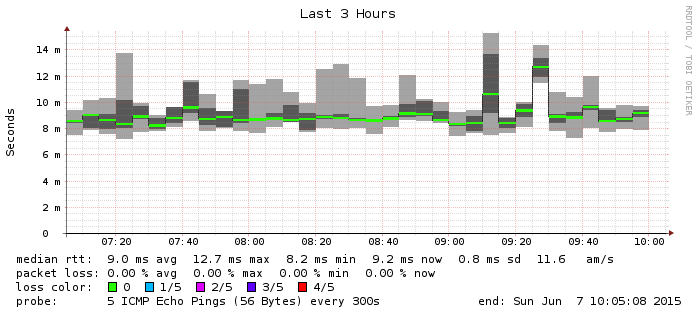 Last 3 Hours
RRDTOOL / TOBI OETIKER
Seconds
14 m
12 m
10 m
8 m
6 m
4 m
2 m
0
07:20 07:40 08:00 08:20 08:40 09:00 09:20 09:40 10:00
median rtt: 9.0 ms avg 12.7 ms max 8.2 ms min 9.2 ms now 0.8 ms sd 11.6 am/s
packet loss: 0.00 % avg 0.00 % max 0.00 % min 0.00 % now
loss color: 0 1/5 2/5 3/5 4/5
probe: 5 ICMP Echo Pings (56 Bytes) every 300s end: Sun Jun 7 10:05:08 2015